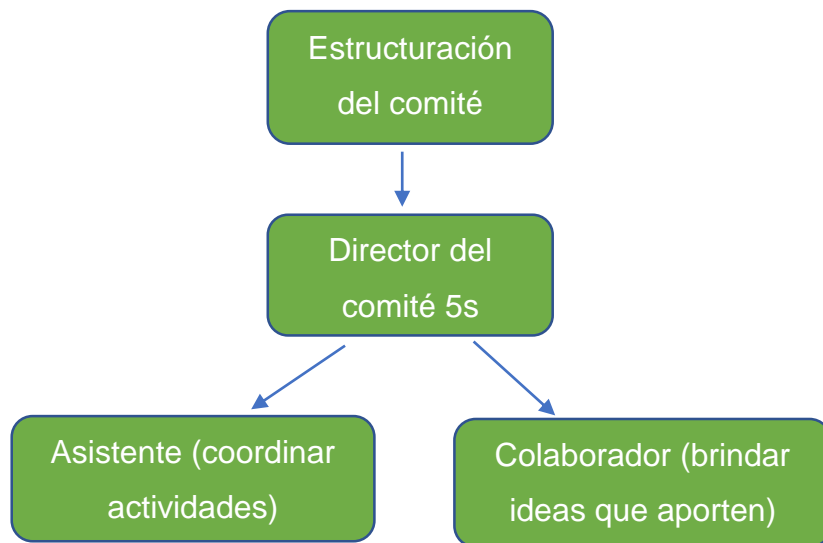 Estructuración
del comité
Director del
comité 5s
Asistente (coordinar
actividades)
Colaborador (brindar
ideas que aporten)